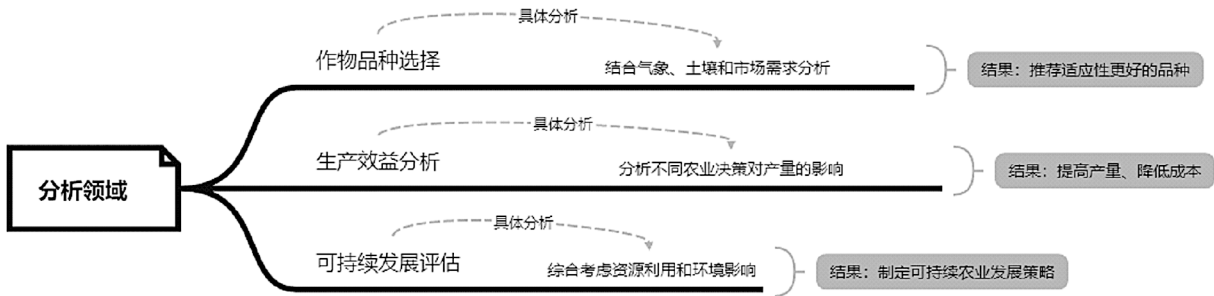 分析领域
具体分析
作物品种选择
结合气象、土壤和市场需求分析
结果：推荐适应性更好的品种
具体分析
生产效益分析
分析不同农业决策对产量的影响
结果：提高产量、降低成本
具体分析
可持续发展评估
综合考虑资源利用和环境影响
结果：制定可持续农业发展策略